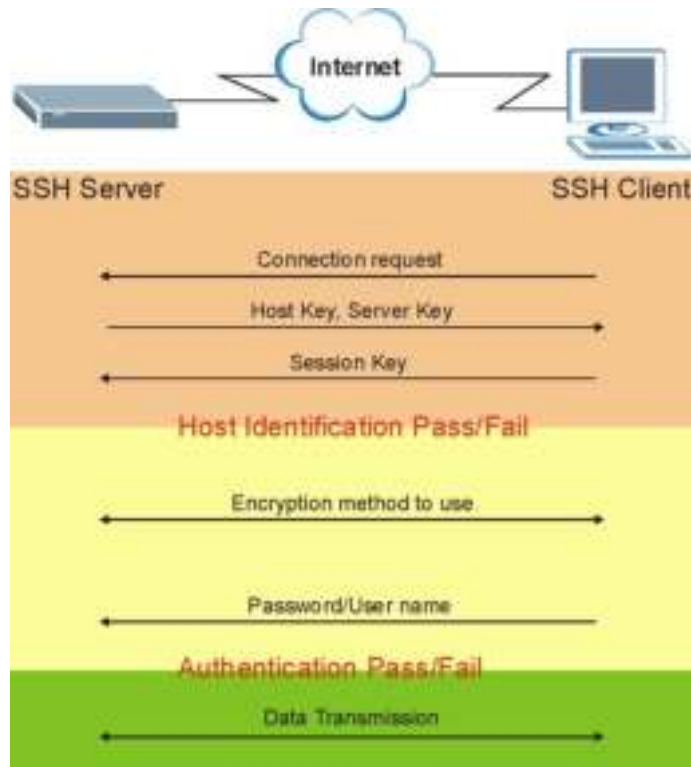 Internet
SSH Server
SSH Client
Connection request
Host Key, Server Key
Session Key
Host Identification Pass/Fail
Encryption method to use
Password/User name
Authentication Pass/Fail
Data Transmission